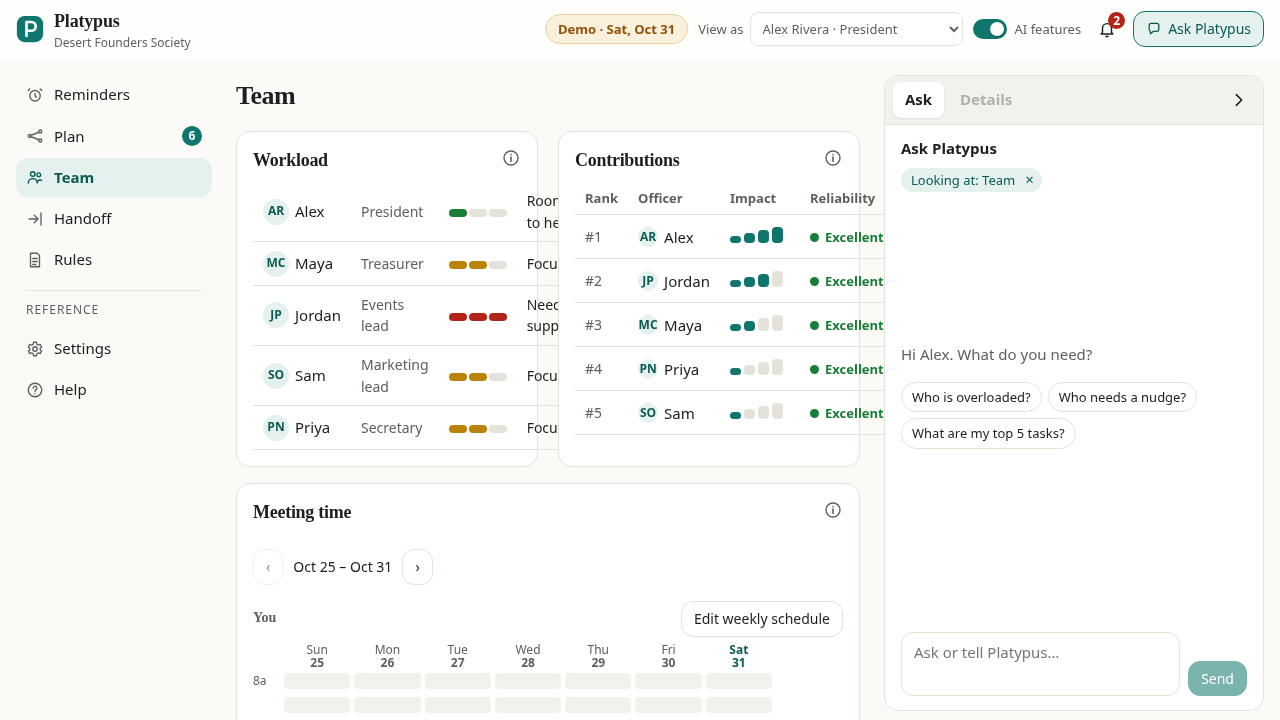 Platypus
Desert Founders Society
Demo · Sat, Oct 31
View as
Alex Rivera · President
AI features
2
Ask Platypus
Reminders
Plan
6
Team
Handoff
Rules
REFERENCE
Settings
Help
Team
Workload
AR Alex President
to he
MC Maya Treasurer Focu
JP Jordan Events lead
supp
SO Sam Marketing lead Focu
PN Priya Secretary Focu
Contributions
Rank Officer Impact Reliability
#1 AR Alex Excellent
#2 JP Jordan Excellent
#3 MC Maya Excellent
#4 PN Priya Excellent
#5 SO Sam Excellent
Meeting time
‹ Oct 25 – Oct 31 ›
You
Edit weekly schedule
Sun Mon Tue Wed Thu Fri Sat
25 26 27 28 29 30 31
8a
Ask Details
Ask Platypus
Looking at: Team ✕
Hi Alex. What do you need?
Who is overloaded? Who needs a nudge?
What are my top 5 tasks?
Ask or tell Platypus...
Send